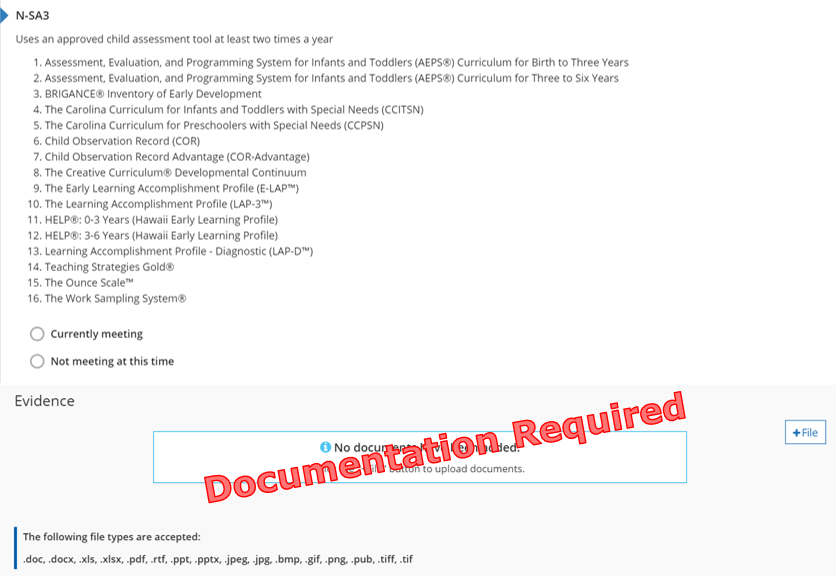 N-SA3
Uses an approved child assessment tool at least two times a year
1. Assessment, Evaluation, and Programming System for Infants and Toddlers (AEPS®) Curriculum for Birth to Three Years
2. Assessment, Evaluation, and Programming System for Infants and Toddlers (AEPS®) Curriculum for Three to Six Years
3. BRIGANCE® Inventory of Early Development
4. The Carolina Curriculum for Infants and Toddlers with Special Needs (CCITSN)
5. The Carolina Curriculum for Preschoolers with Special Needs (CCPSN)
6. Child Observation Record (COR)
7. Child Observation Record Advantage (COR-Advantage)
8. The Creative Curriculum® Developmental Continuum
9. The Early Learning Accomplishment Profile (E-LAP™)
10. The Learning Accomplishment Profile (LAP-3™)
11. HELP®: 0-3 Years (Hawaii Early Learning Profile)
12. HELP®: 3-6 Years (Hawaii Early Learning Profile)
13. Learning Accomplishment Profile - Diagnostic (LAP-D™)
14. Teaching Strategies Gold®
15. The Ounce Scale™
16. The Work Sampling System®
Currently meeting
Not meeting at this time
Evidence
+File
No documents
Documentation Required
button to upload documents.
The following file types are accepted:
.doc, .docx, .xls, .xlsx, .pdf, .rtf, .ppt, .pptx, .jpeg, .jpg, .bmp, .gif, .png, .pub, .tiff, .tif